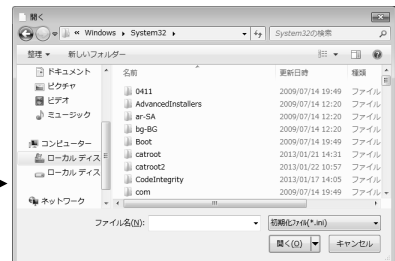 開く
« Windows ▸ System32 ▸
System32の検索
整理 ▼ 新しいフォルダー
ドキュメント
ピクチャ
ビデオ
ミュージック
コンピューター
ローカル ディス
ローカル ディス
ネットワーク
名前 更新日時 種類
0411 2009/07/14 19:49 ファイル
AdvancedInstallers 2009/07/14 12:20 ファイル
ar-SA 2009/07/14 12:20 ファイル
bg-BG 2009/07/14 12:20 ファイル
Boot 2009/07/14 19:49 ファイル
catroot 2013/01/21 14:31 ファイル
catroot2 2013/01/22 10:57 ファイル
CodeIntegrity 2013/01/17 14:05 ファイル
com 2009/07/14 19:49 ファイル
ファイル名(N): 初期化ファイル(*.ini)
開く(O) キャンセル